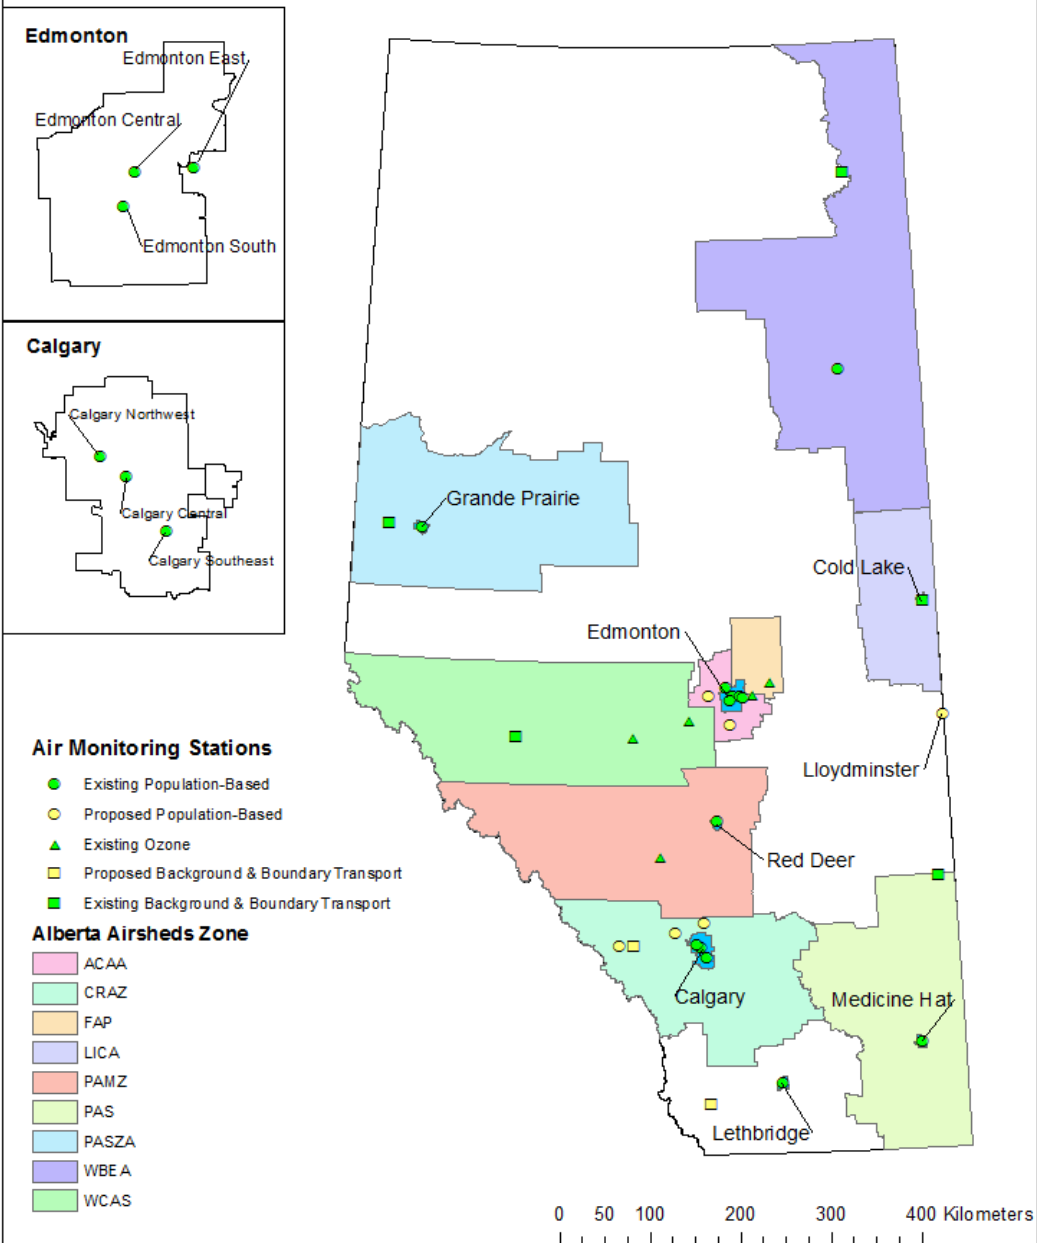 Edmonton
Edmonton East
Edmonton Central
Edmonton South
Calgary
Calgary Northwest
Calgary Central
Calgary Southeast
Grande Prairie
Cold Lake
Edmonton
Lloydminster
Red Deer
Calgary
Medicine Hat
Lethbridge
Air Monitoring Stations
Existing Population-Based
Proposed Population-Based
Existing Ozone
Proposed Background & Boundary Transport
Existing Background & Boundary Transport
Alberta Airsheds Zone
ACAA
CRAZ
FAP
LICA
PAMZ
PAS
PASZA
WBEA
WCAS
0 50 100 200 300 400 Kilometers